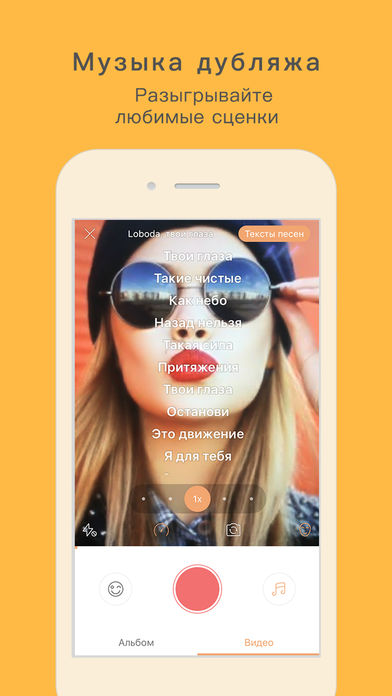 Музыка дубляжа
Разыгрывайте
любимые сценки
Loboda твои глаза
Тексты песен
Твои глаза
Такие чистые
Как небо
Назад нельзя
Такая сила
Притяжения
Твои глаза
Останови
Это движение
Я для тебя
1x
Альбом
Видео